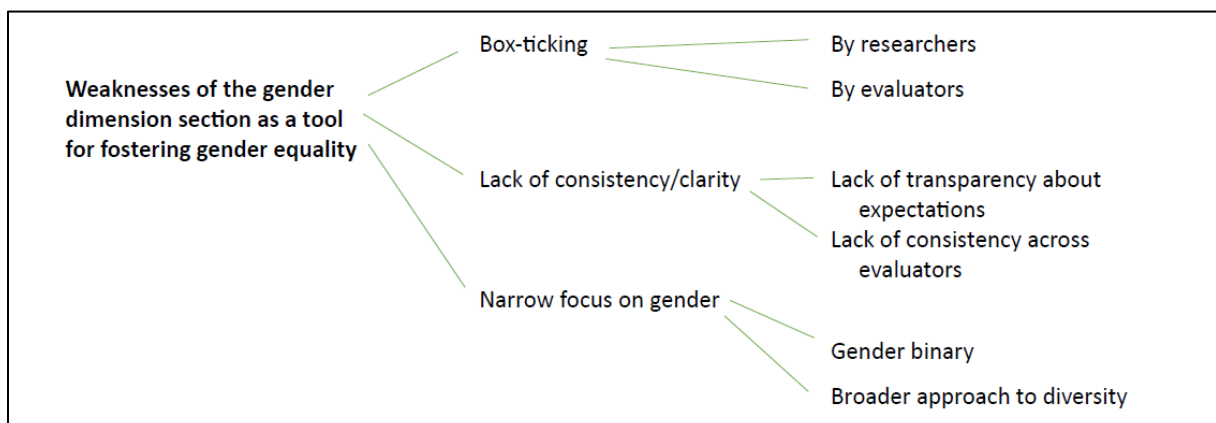 Weaknesses of the gender
dimension section as a tool
for fostering gender equality
Box-ticking
By researchers
By evaluators
Lack of consistency/clarity
Lack of transparency about
expectations
Lack of consistency across
evaluators
Narrow focus on gender
Gender binary
Broader approach to diversity